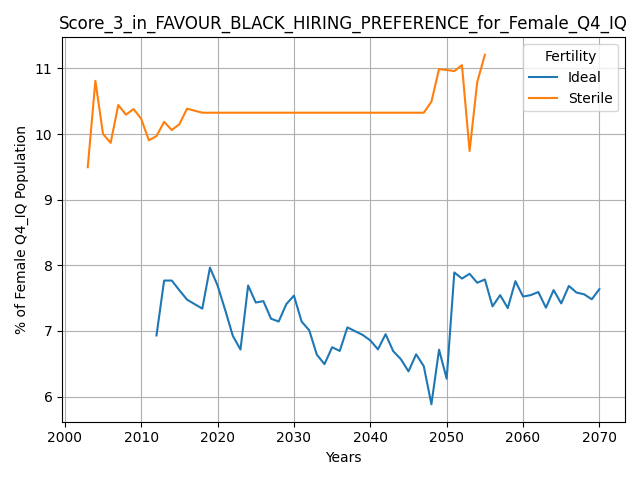 Score_3_in_FAVOUR_BLACK_HIRING_PREFERENCE_for_Female_Q4_IQ
Fertility
Ideal
Sterile
% of Female Q4_IQ Population
11
10
9
8
7
6
2000 2010 2020 2030 2040 2050 2060 2070
Years